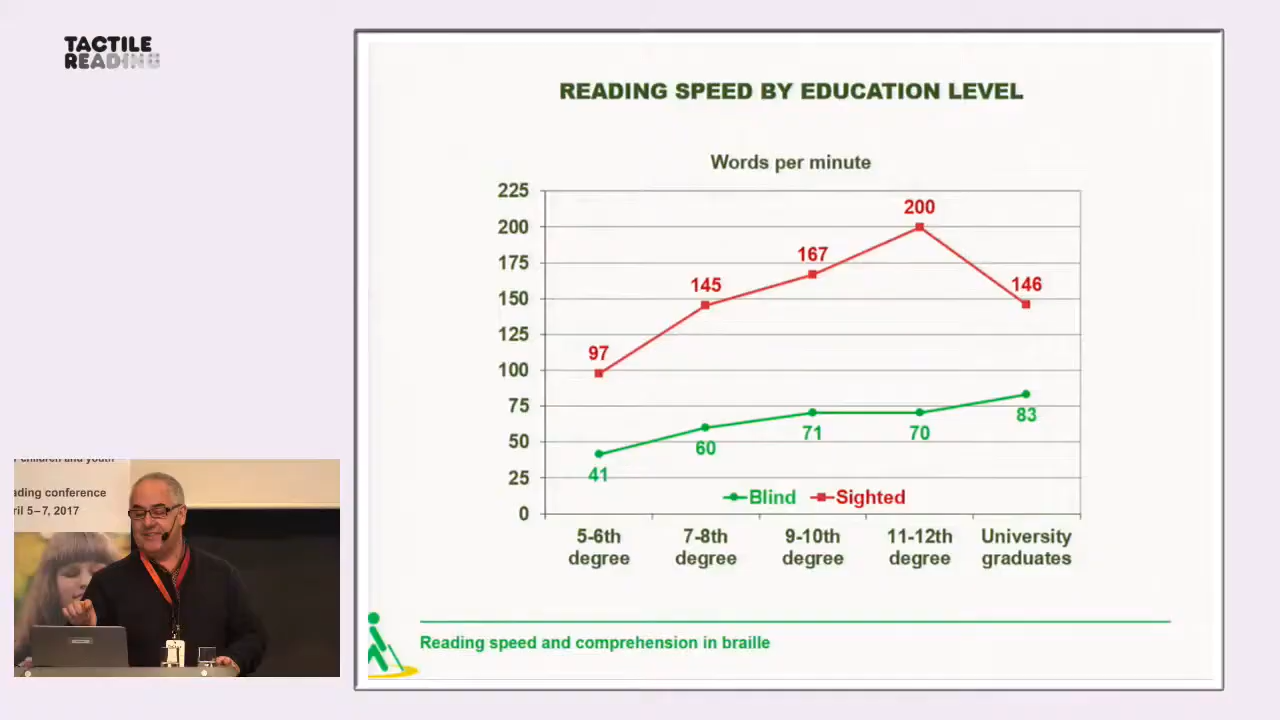 TACTILE
READING
READING SPEED BY EDUCATION LEVEL
Words per minute
225
200
175
150
125
100
75
50
25
0
97
145
167
200
146
41
60
71
70
83
Blind
Sighted
5-6th
degree
7-8th
degree
9-10th
degree
11-12th
degree
University
graduates
Reading speed and comprehension in braille
children and youth
ading conference
ril 5–7, 2017